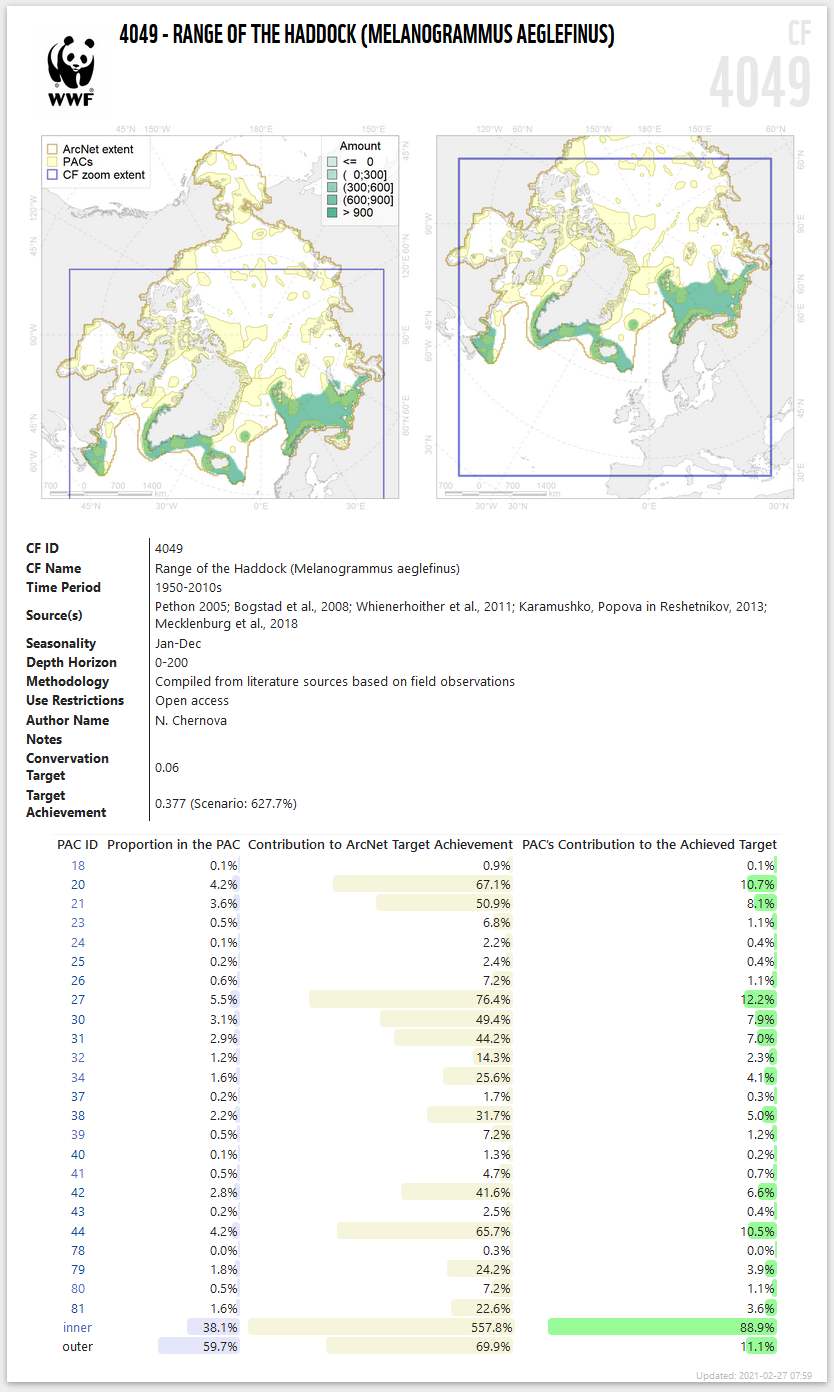 4049 - RANGE OF THE HADDOCK (MELANOGRAMMUS AEGLEFINUS)
CF
4049
WWF
45°N 150°W 180°E 150°E
120°W 60°N 150°W 180°E 150°E 60°N
ArcNet extent
PACs
CF zoom extent
Amount
<= 0
( 0;300]
(300;600]
(600;900]
> 900
45°N
120°W
45°N
90°W
45°W
60°W
120°E 60°N
90°E
60°N
60°E
90°W
45°N
60°W
30°N
60°N
90°E
60°N
60°E
45°N
30°E
700 0 700 1400
km
45°W 30°W 0°E 30°E
700 0 700 1400
km
30°W 30°N 0°E 30°N
CF ID 4049
CF Name Range of the Haddock (Melanogrammus aeglefinus)
Time Period 1950-2010s
Source(s) Pethon 2005; Bogstad et al., 2008; Whienerhoither et al., 2011; Karamushko, Popova in Reshetnikov, 2013;
Mecklenburg et al., 2018
Seasonality Jan-Dec
Depth Horizon 0-200
Methodology Compiled from literature sources based on field observations
Use Restrictions Open access
Author Name N. Chernova
Notes
Convervation
Target 0.06
Target
Achievement 0.377 (Scenario: 627.7%)
PAC ID Proportion in the PAC Contribution to ArcNet Target Achievement PAC's Contribution to the Achieved Target
18 0.1% 0.9% 0.1%
20 4.2% 67.1% 10.7%
21 3.6% 50.9% 8.1%
23 0.5% 6.8% 1.1%
24 0.1% 2.2% 0.4%
25 0.2% 2.4% 0.4%
26 0.6% 7.2% 1.1%
27 5.5% 76.4% 12.2%
30 3.1% 49.4% 7.9%
31 2.9% 44.2% 7.0%
32 1.2% 14.3% 2.3%
34 1.6% 25.6% 4.1%
37 0.2% 1.7% 0.3%
38 2.2% 31.7% 5.0%
39 0.5% 7.2% 1.2%
40 0.1% 1.3% 0.2%
41 0.5% 4.7% 0.7%
42 2.8% 41.6% 6.6%
43 0.2% 2.5% 0.4%
44 4.2% 65.7% 10.5%
78 0.0% 0.3% 0.0%
79 1.8% 24.2% 3.9%
80 0.5% 7.2% 1.1%
81 1.6% 22.6% 3.6%
inner 38.1% 557.8% 88.9%
outer 59.7% 69.9% 11.1%
Updated: 2021-02-27 07:59